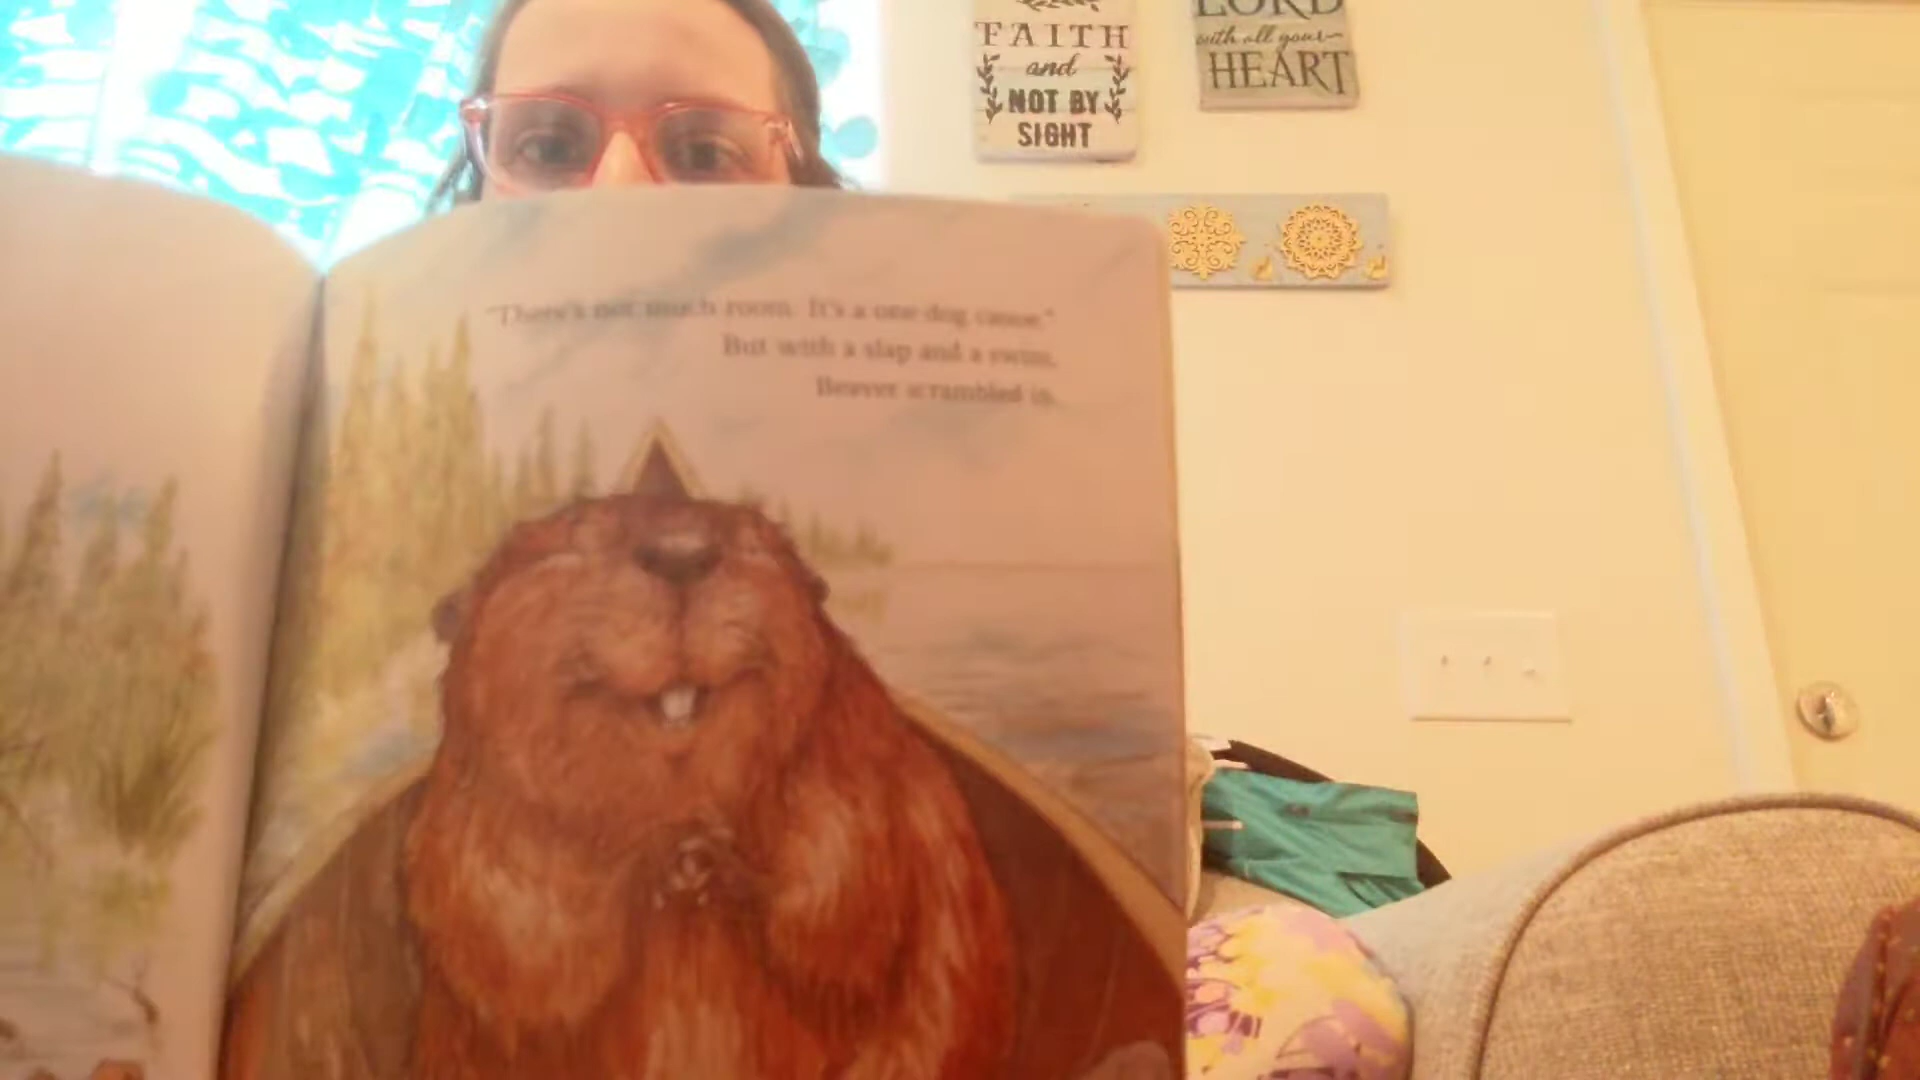 FAITH
and
NOT BY
SIGHT
LORD
with all your
HEART
"There's not much room. It's a one-dog canoe."
But with a slap and a swim,
Beaver scrambled in.